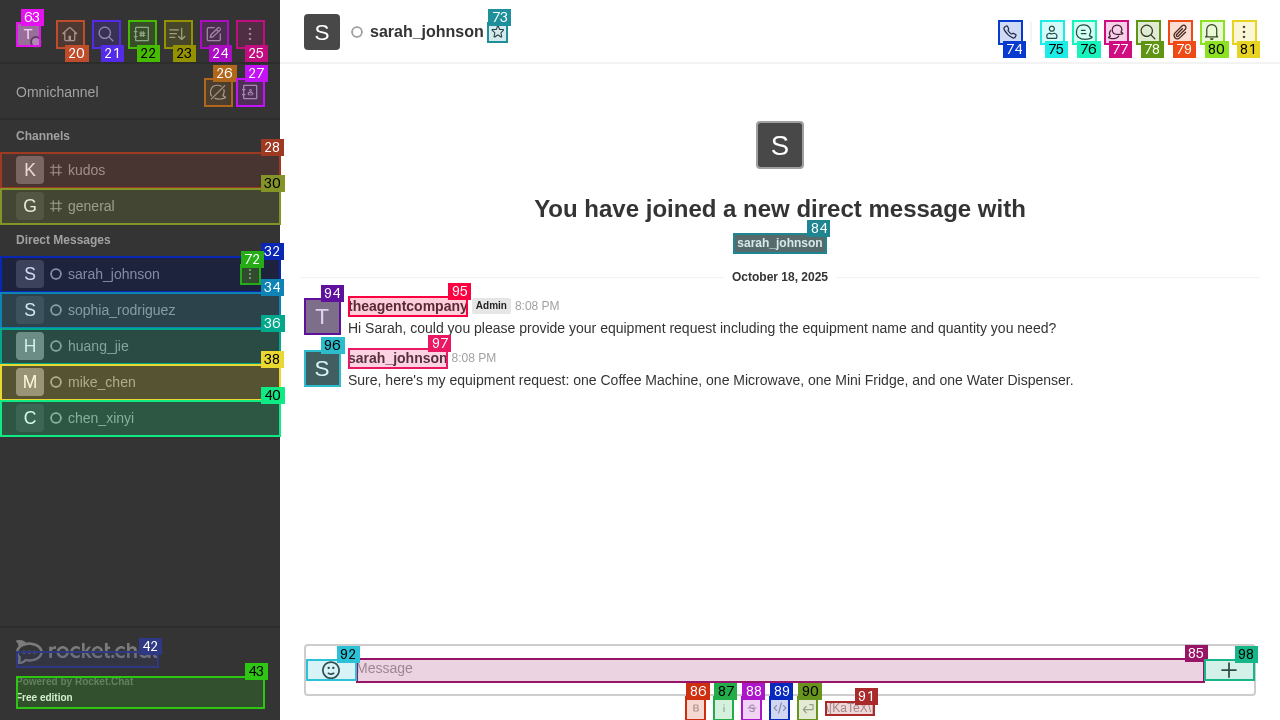 63
T
20
21
22
23
24
25
S
sarah_johnson
73
74
75
76
77
78
79
80
81
Omnichannel
26
27
Channels
28
K kudos
30
G general
Direct Messages
32
72
S sarah_johnson
34
S sophia_rodriguez
36
H huang_jie
38
M mike_chen
40
C chen_xinyi
42
rocket.chat
43
Powered by Rocket.Chat
Free edition
S
You have joined a new direct message with
84
sarah_johnson
October 18, 2025
94
T
95
theagentcompany Admin 8:08 PM
Hi Sarah, could you please provide your equipment request including the equipment name and quantity you need?
96
S
97
sarah_johnson 8:08 PM
Sure, here's my equipment request: one Coffee Machine, one Microwave, one Mini Fridge, and one Water Dispenser.
92
85
98
Message
86
87
88
89
90
91
B
i
S
</>
\[KaTeX\]